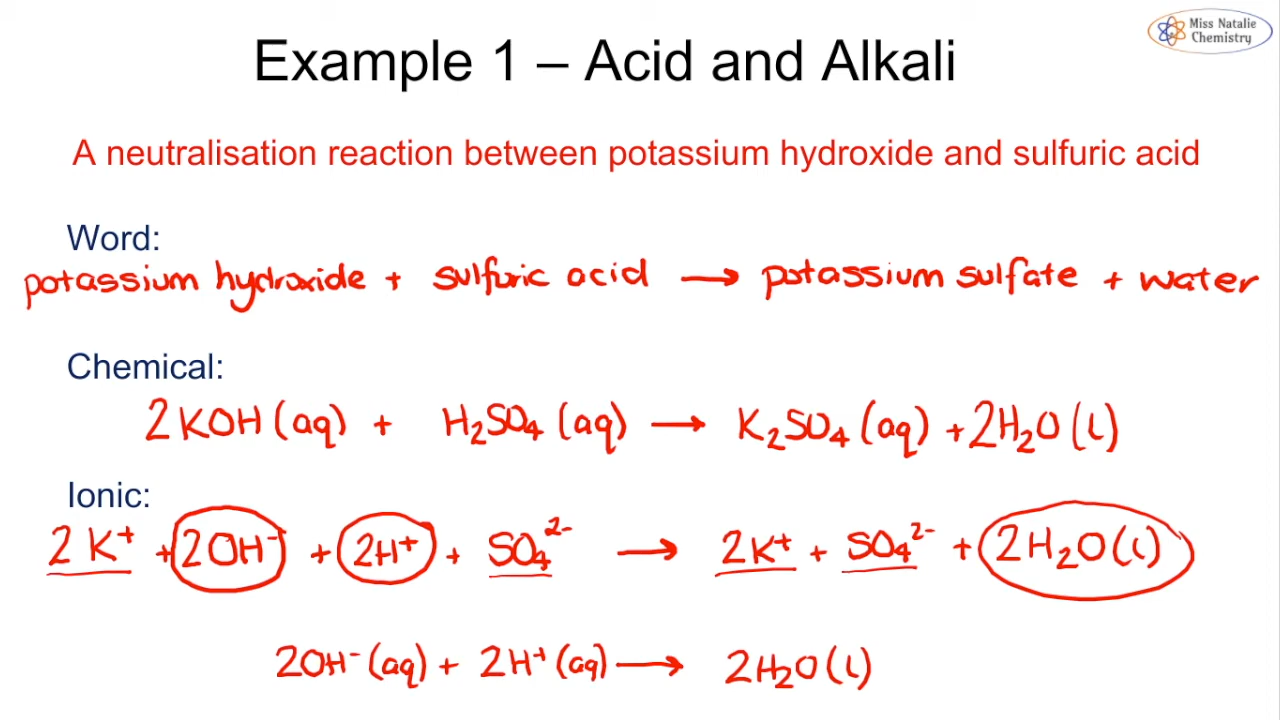 Miss Natalie
Chemistry
Example 1 – Acid and Alkali
A neutralisation reaction between potassium hydroxide and sulfuric acid
Word:
potassium hydroxide + sulfuric acid → potassium sulfate + water
Chemical:
2KOH (aq) + H₂SO₄ (aq) → K₂SO₄ (aq) + 2H₂O (l)
Ionic:
2K⁺ + 2OH⁻ + 2H⁺ + SO₄²⁻ → 2K⁺ + SO₄²⁻ + 2H₂O (l)
2OH⁻ (aq) + 2H⁺ (aq) → 2H₂O (l)